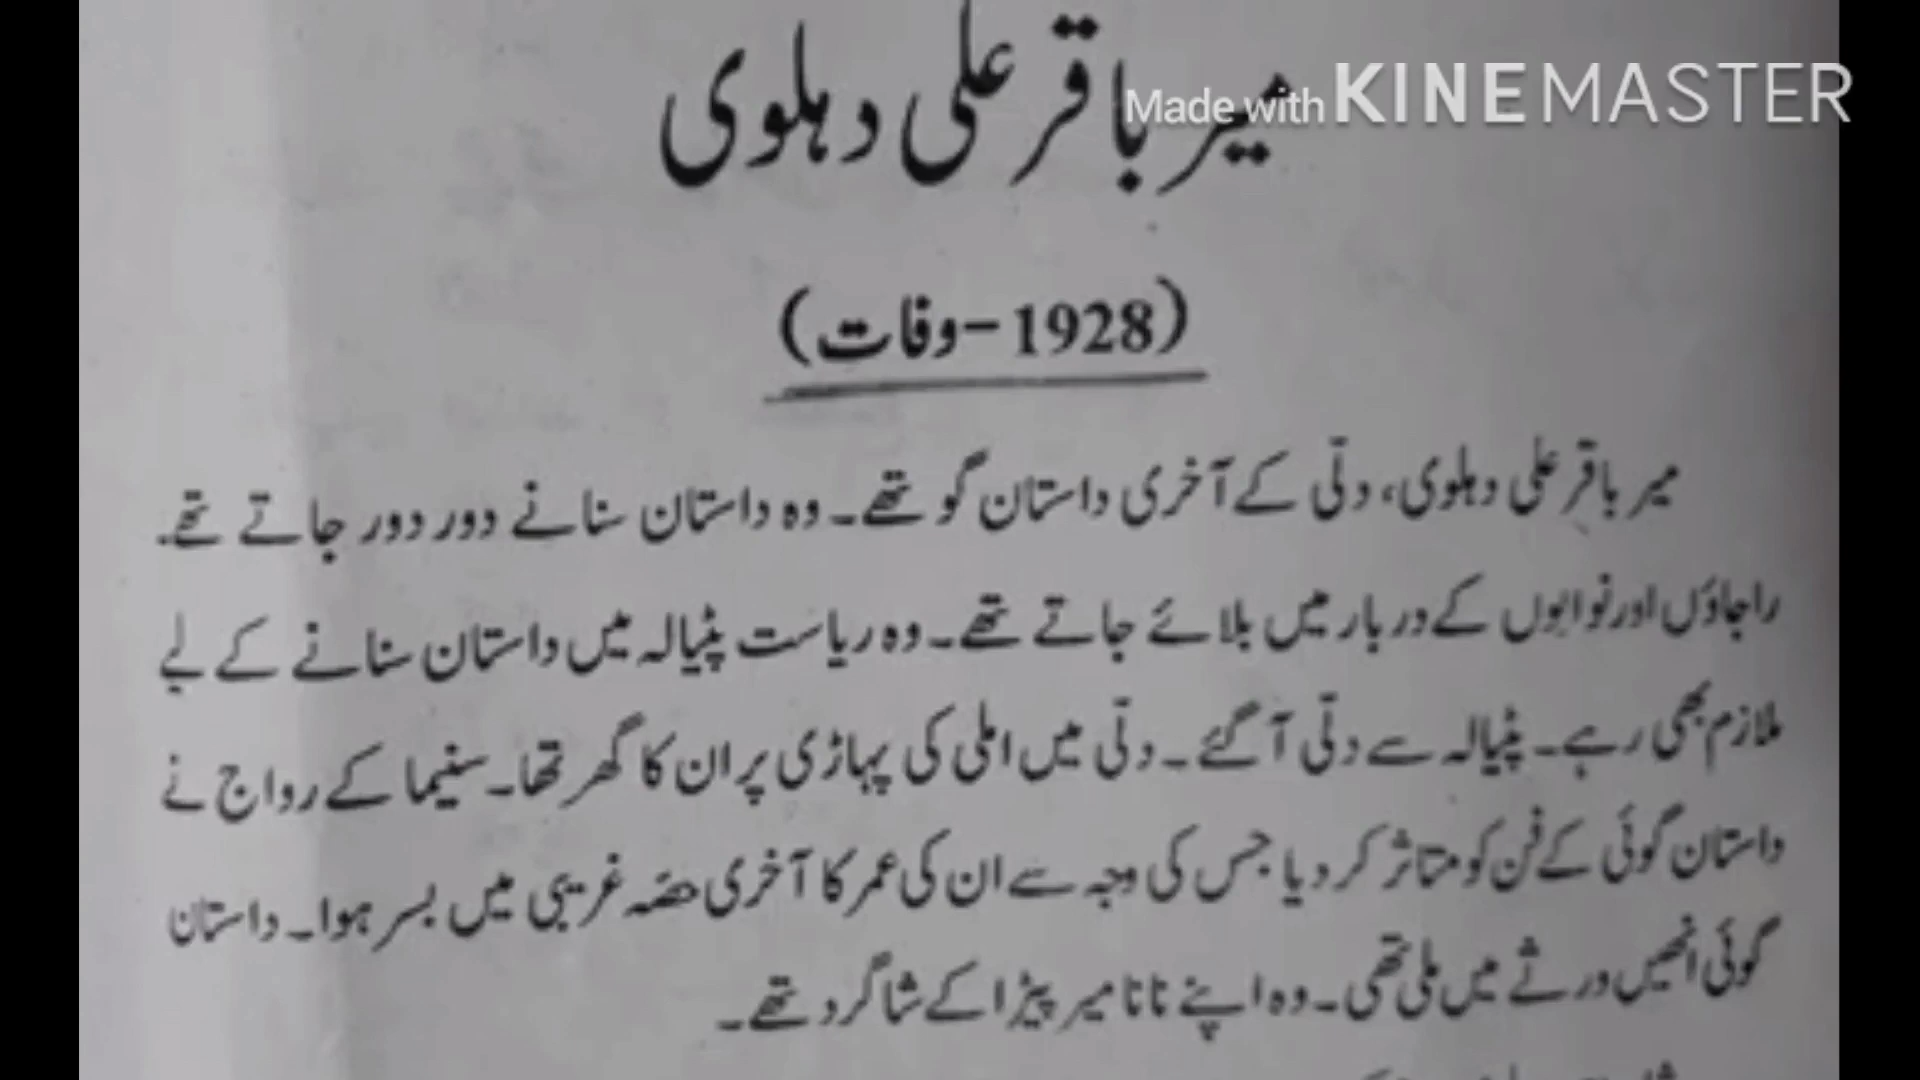 Made with KINEMASTER
میر باقر علی دہلوی
(1928-وفات)
میر باقر علی دہلوی، دلّی کے آخری داستان گو تھے۔ وہ داستان سنانے دور دور جاتے تھے۔
راجاؤں اور نوابوں کے دربار میں بلائے جاتے تھے۔ وہ ریاست پٹیالہ میں داستان سنانے کے لیے
ملازم بھی رہے۔ پٹیالہ سے دلّی آگئے۔ دلّی میں املی کی پہاڑی پر ان کا گھر تھا۔ سنیما کے رواج نے
داستان گوئی کے فن کو متاثر کر دیا جس کی وجہ سے ان کی عمر کا آخری حصّہ غریبی میں بسر ہوا۔ داستان
گوئی انھیں ورثے میں ملی تھی۔ وہ اپنے نانا میر پیڑا کے شاگرد تھے۔